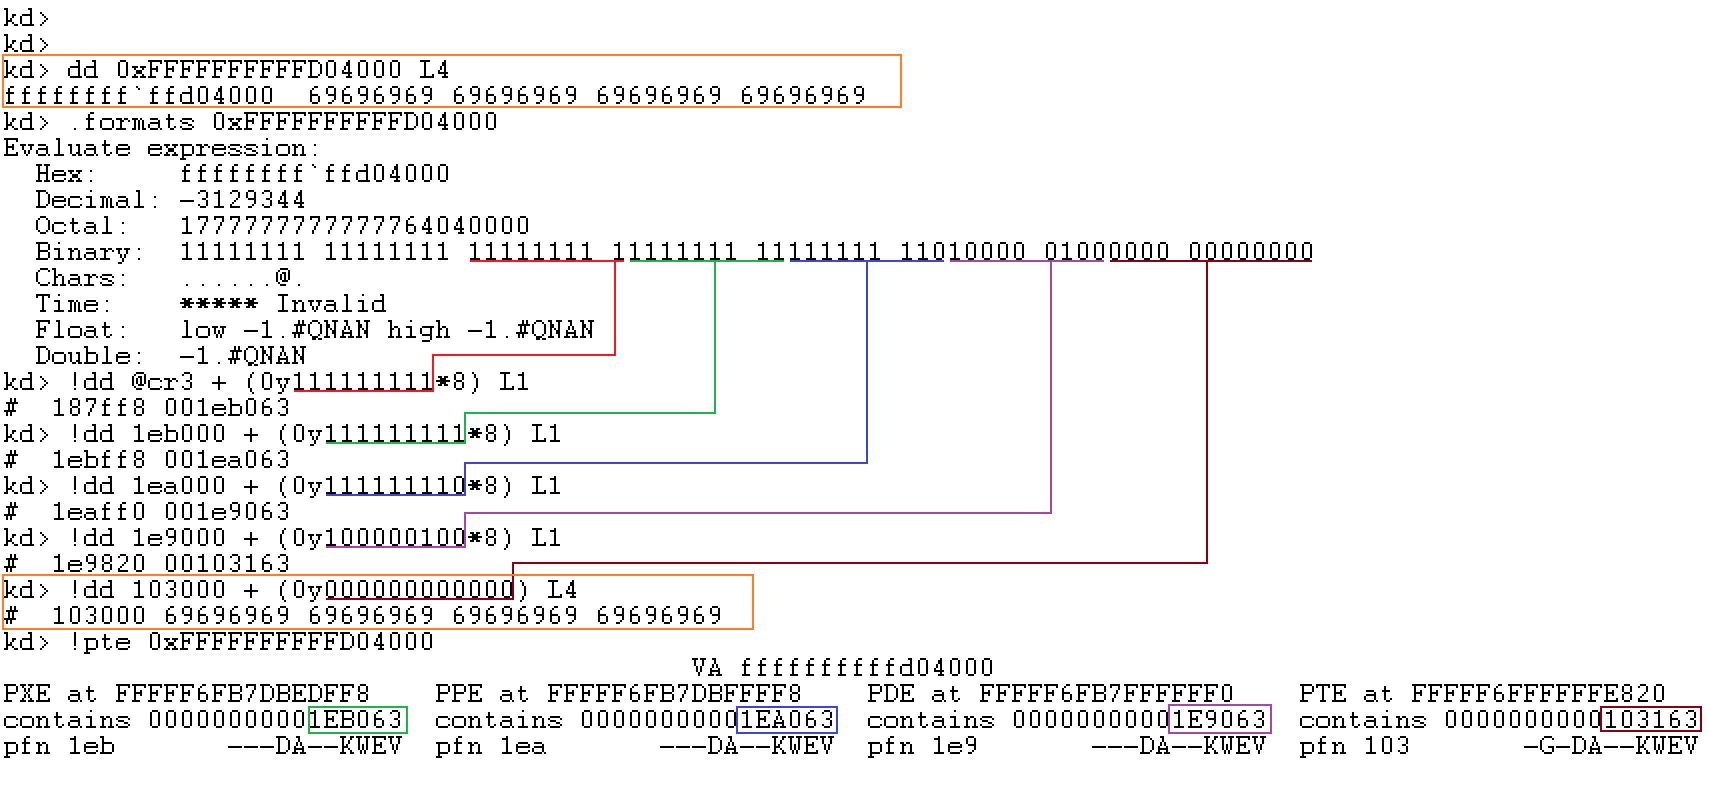 kd>
kd>
kd> dd 0xFFFFFFFFFFD04000 L4
ffffffff`ffd04000  69696969 69696969 69696969 69696969
kd> .formats 0xFFFFFFFFFFD04000
Evaluate expression:
  Hex:     ffffffff`ffd04000
  Decimal: -3129344
  Octal:   1777777777777764040000
  Binary:  11111111 11111111 11111111 11111111 11111111 11010000 01000000 00000000
  Chars:   ......@.
  Time:    ***** Invalid
  Float:   low -1.#QNAN high -1.#QNAN
  Double:  -1.#QNAN
kd> !dd @cr3 + (0y111111111*8) L1
#  187ff8 001eb063
kd> !dd 1eb000 + (0y111111111*8) L1
#  1ebff8 001ea063
kd> !dd 1ea000 + (0y111111110*8) L1
#  1eaff0 001e9063
kd> !dd 1e9000 + (0y100000100*8) L1
#  1e9820 00103163
kd> !dd 103000 + (0y000000000000) L4
#  103000 69696969 69696969 69696969 69696969
kd> !pte 0xFFFFFFFFFFD04000
VA ffffffffffd04000
PXE at FFFFF6FB7DBEDFF8    PPE at FFFFF6FB7DBFFFF8    PDE at FFFFF6FB7FFFFFF0    PTE at FFFFF6FFFFFFE820
contains 00000000001EB063  contains 00000000001EA063  contains 00000000001E9063  contains 0000000000103163
pfn 1eb       ---DA--KWEV  pfn 1ea       ---DA--KWEV  pfn 1e9       ---DA--KWEV  pfn 103       -G-DA--KWEV